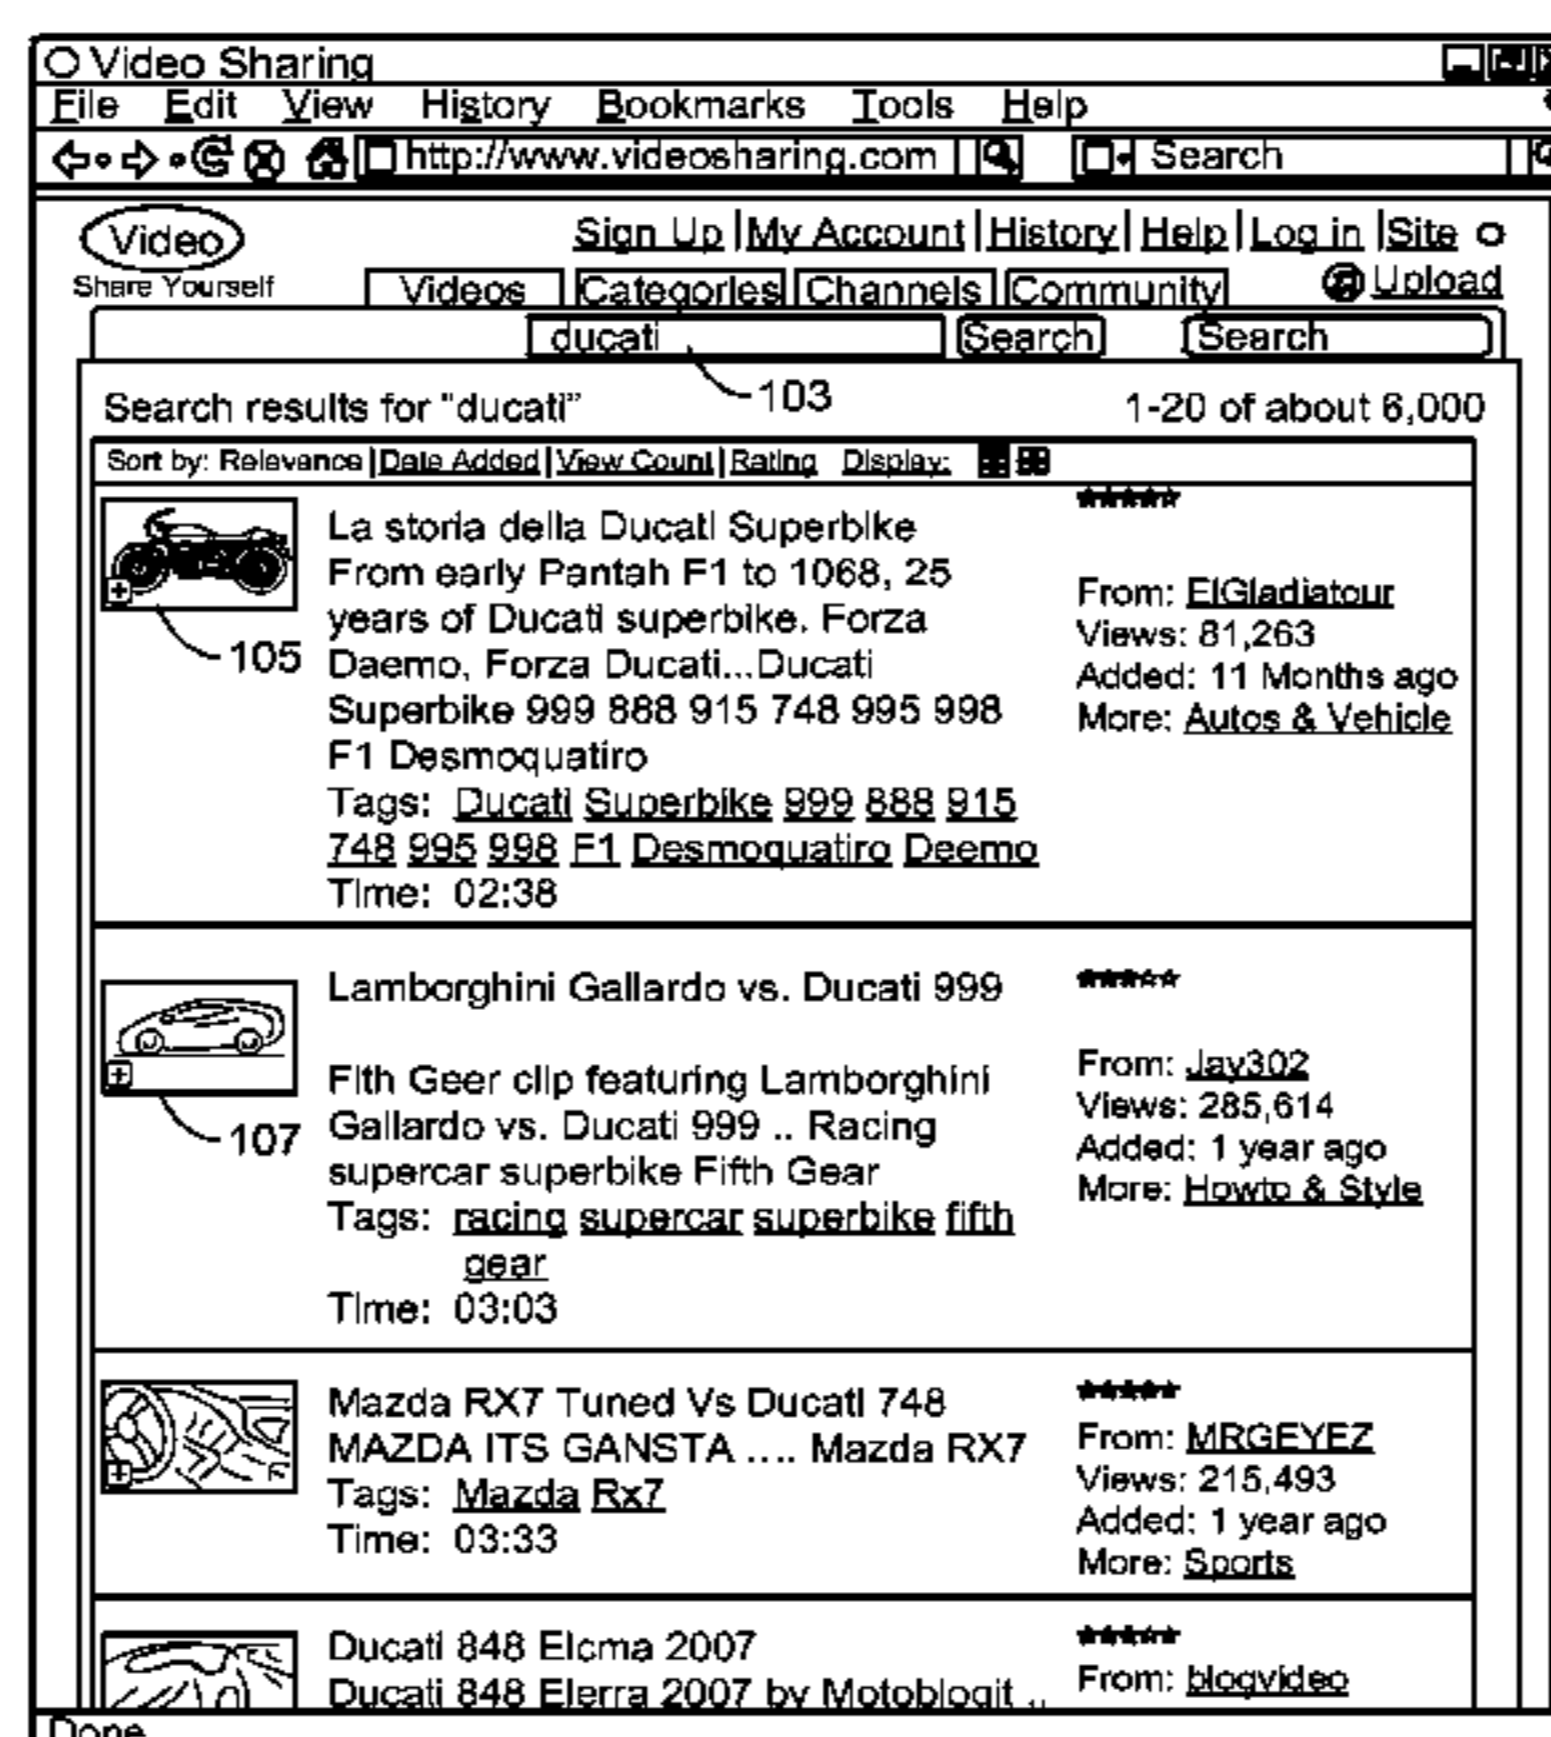 Video Sharing
File Edit View History Bookmarks Tools Help
http://www.videosharing.com Search
Video
Share Yourself
Sign Up | My Account | History | Help | Log in | Site
Videos Categories Channels Community Upload
ducati Search Search
103
Search results for "ducati" 1-20 of about 6,000
Sort by: Relevance | Date Added | View Count | Rating Display:
La storia della Ducati Superbike
From early Pantah F1 to 1068, 25
years of Ducati superbike. Forza
Daemo, Forza Ducati...Ducati
Superbike 999 888 915 748 995 998
F1 Desmoquatiro
Tags: Ducati Superbike 999 888 915
748 995 998 F1 Desmoquatiro Deemo
Time: 02:38
105
From: ElGladiatour
Views: 81,263
Added: 11 Months ago
More: Autos & Vehicle
Lamborghini Gallardo vs. Ducati 999
Fith Geer clip featuring Lamborghini
Gallardo vs. Ducati 999 .. Racing
supercar superbike Fifth Gear
Tags: racing supercar superbike fifth
gear
Time: 03:03
107
From: Jay302
Views: 285,614
Added: 1 year ago
More: Howto & Style
Mazda RX7 Tuned Vs Ducati 748
MAZDA ITS GANSTA .... Mazda RX7
Tags: Mazda Rx7
Time: 03:33
From: MRGEYEZ
Views: 215,493
Added: 1 year ago
More: Sports
Ducati 848 Elcma 2007
Ducati 848 Elerra 2007 by Motoblogit ..
From: blogvideo
Done